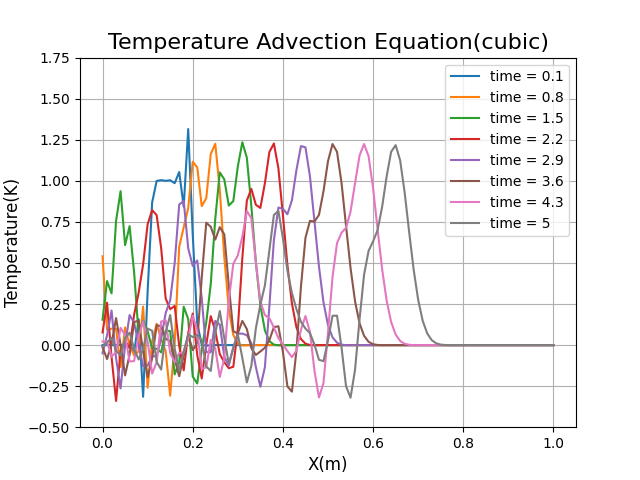 Temperature Advection Equation(cubic)
Temperature(K)
1.75
1.50
1.25
1.00
0.75
0.50
0.25
0.00
−0.25
−0.50
time = 0.1
time = 0.8
time = 1.5
time = 2.2
time = 2.9
time = 3.6
time = 4.3
time = 5
0.0 0.2 0.4 0.6 0.8 1.0
X(m)